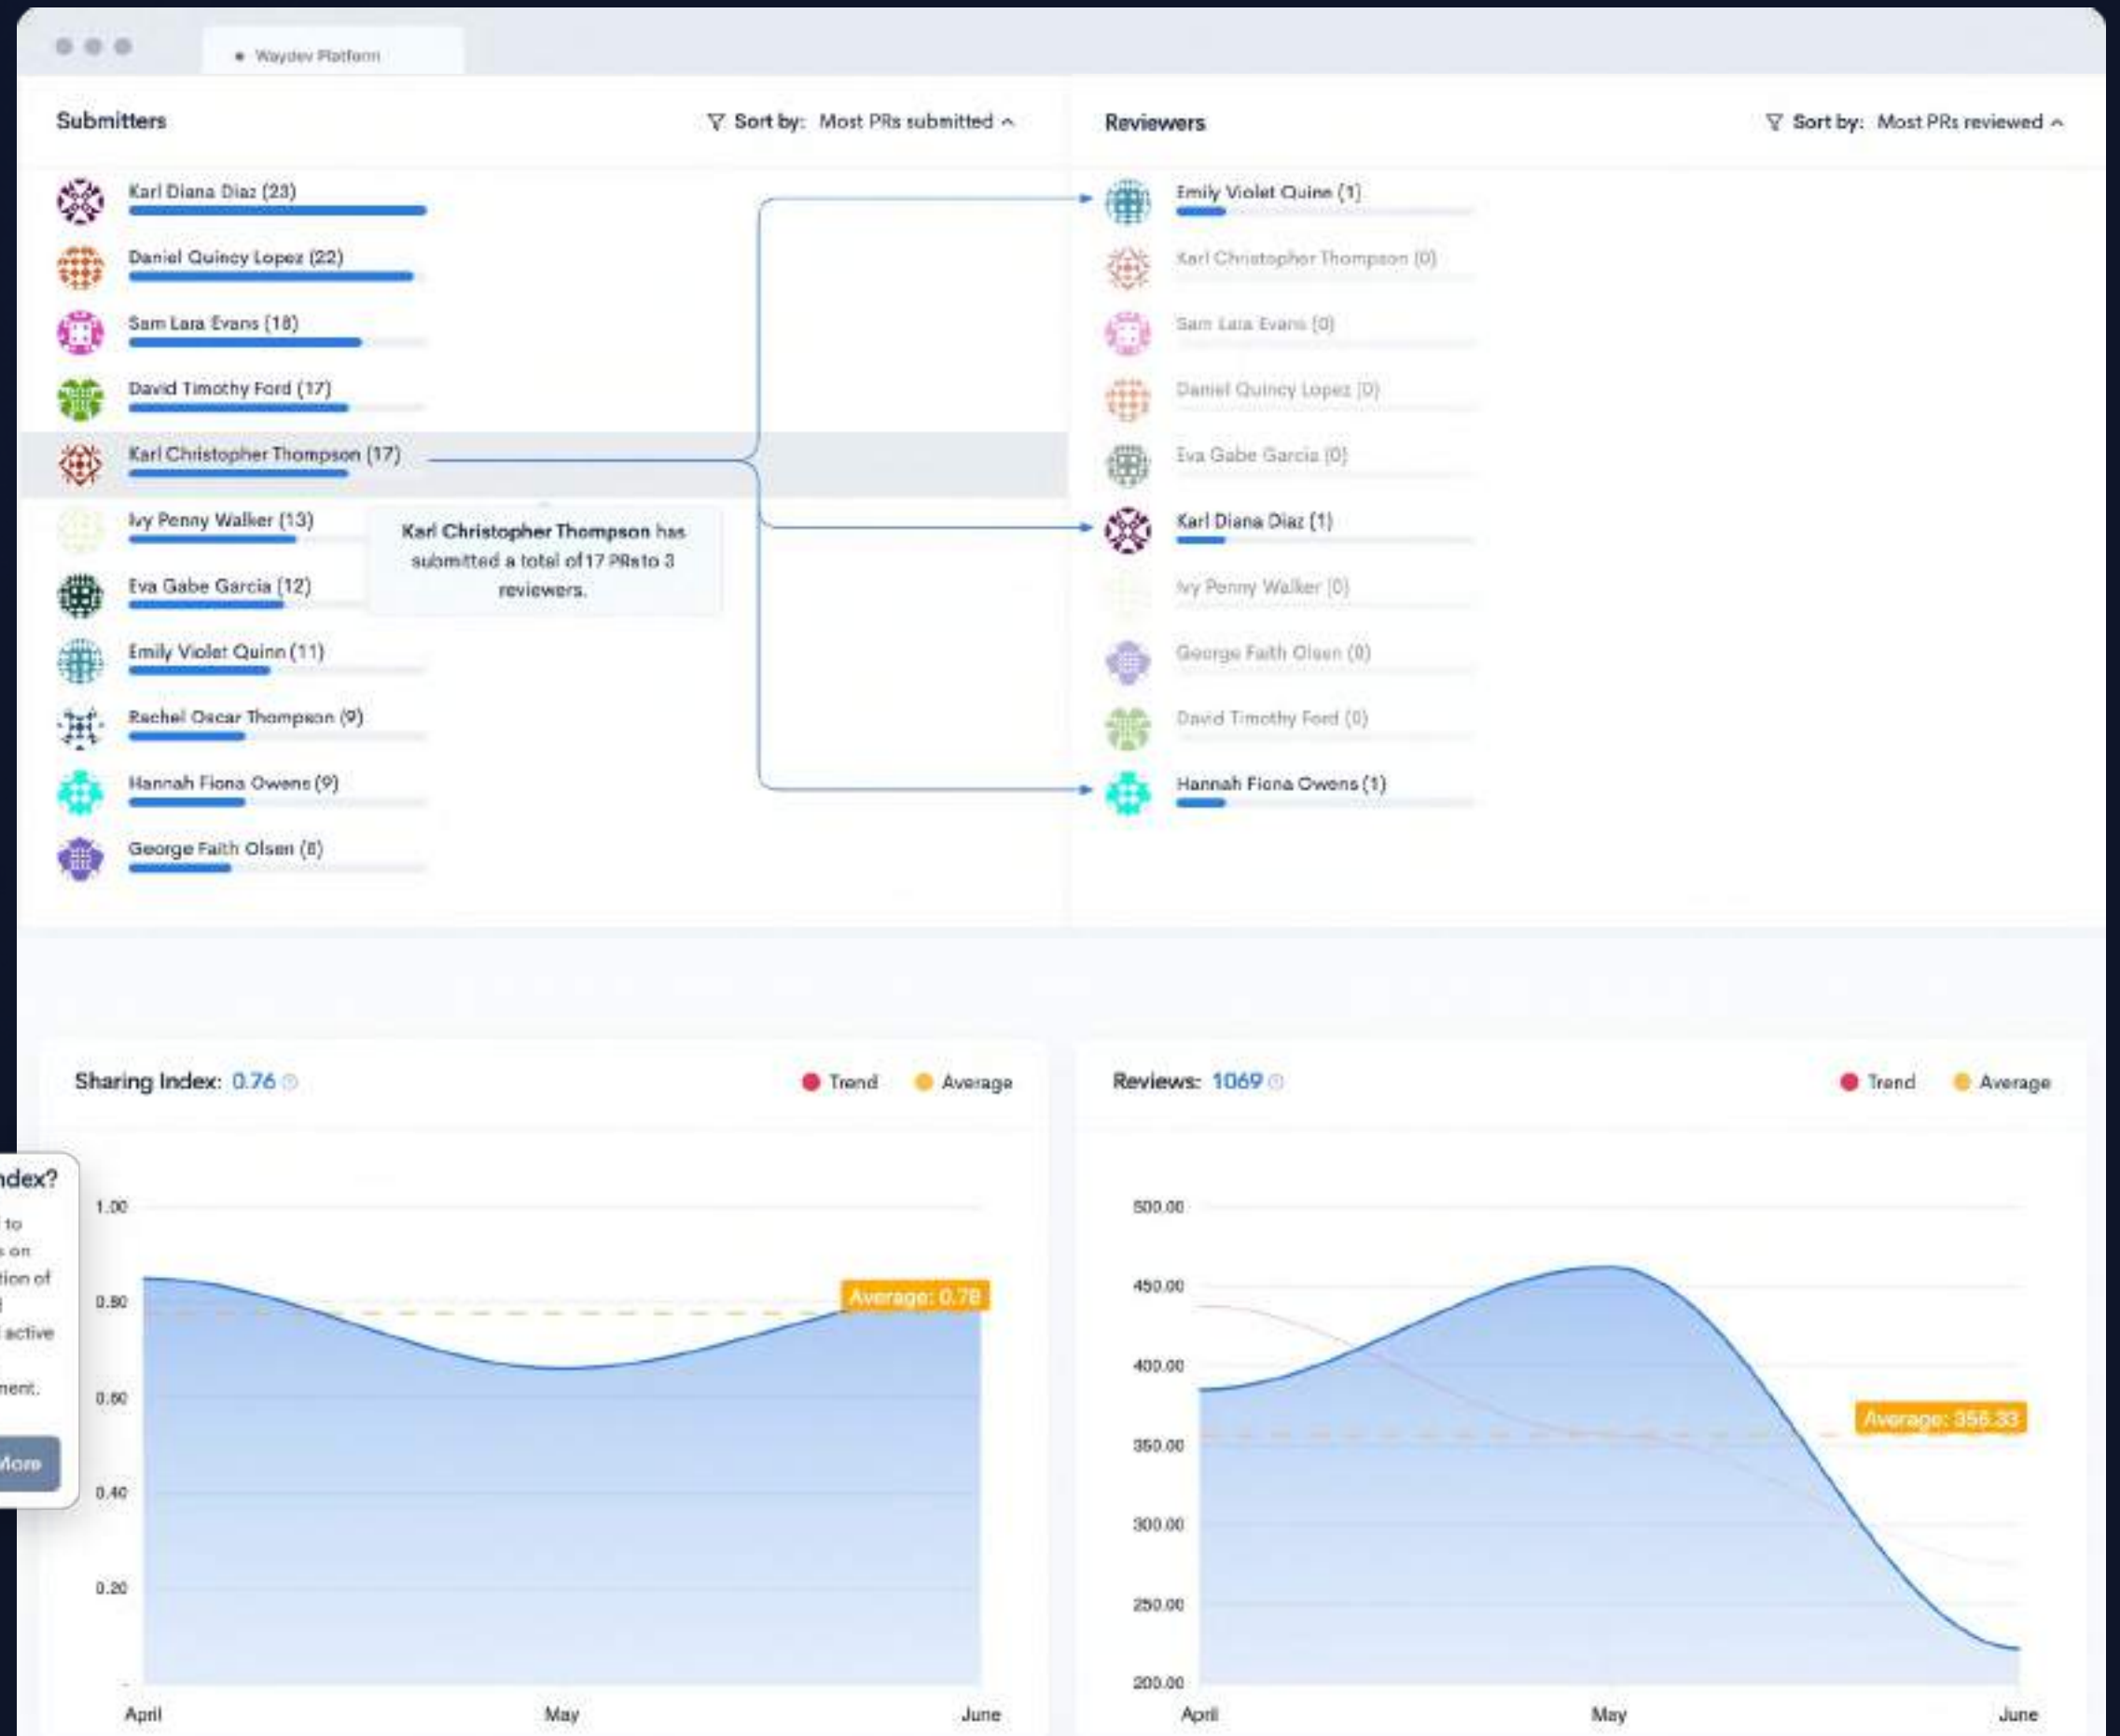 Waydev Platform
Submitters
Sort by: Most PRs submitted
Karl Diana Diaz (23)
Daniel Quincy Lopez (22)
Sam Lara Evans (18)
David Timothy Ford (17)
Karl Christopher Thompson (17)
Ivy Penny Walker (13)
Eva Gabe Garcia (12)
Emily Violet Quinn (11)
Rachel Oscar Thompson (9)
Hannah Fiona Owens (9)
George Faith Olsen (8)
Karl Christopher Thompson has
submitted a total of 17 PRs to 3
reviewers.
Reviewers
Sort by: Most PRs reviewed
Emily Violet Quinn (1)
Karl Christopher Thompson (0)
Sam Lara Evans (0)
Daniel Quincy Lopez (0)
Eva Gabe Garcia (0)
Karl Diana Diaz (1)
Ivy Penny Walker (0)
George Faith Olsen (0)
David Timothy Ford (0)
Hannah Fiona Owens (1)
ndex?
to
s on
tion of
active
ment.
More
Sharing Index: 0.76
Trend
Average
1.00
0.80
0.60
0.40
0.20
-
Average: 0.78
April
May
June
Reviews: 1069
Trend
Average
500.00
450.00
400.00
350.00
300.00
250.00
200.00
Average: 356.33
April
May
June